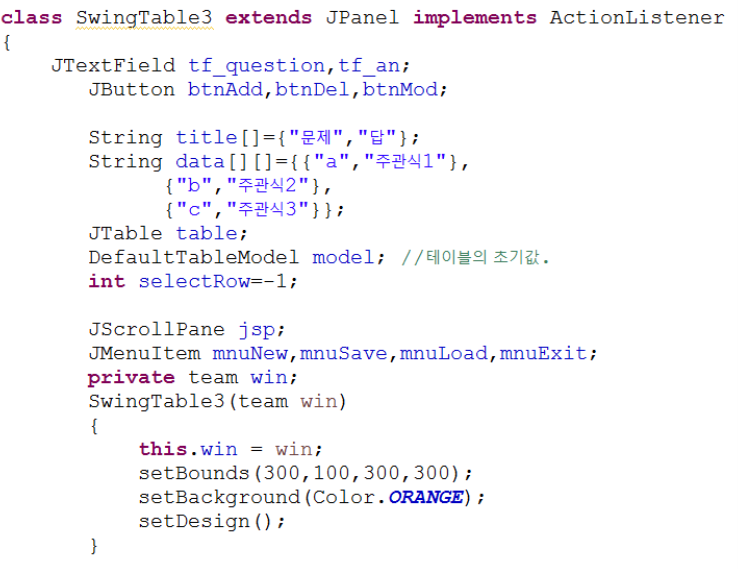 class SwingTable3 extends JPanel implements ActionListener
{
    JTextField tf_question,tf_an;
       JButton btnAdd,btnDel,btnMod;

       String title[]={"문제","답"};
       String data[][]={{"a","주관식1"},
             {"b","주관식2"},
             {"c","주관식3"}};
       JTable table;
       DefaultTableModel model; //테이블의 초기값.
       int selectRow=-1;

       JScrollPane jsp;
       JMenuItem mnuNew,mnuSave,mnuLoad,mnuExit;
       private team win;
       SwingTable3(team win)
       {
           this.win = win;
           setBounds(300,100,300,300);
           setBackground(Color.ORANGE);
           setDesign();
       }